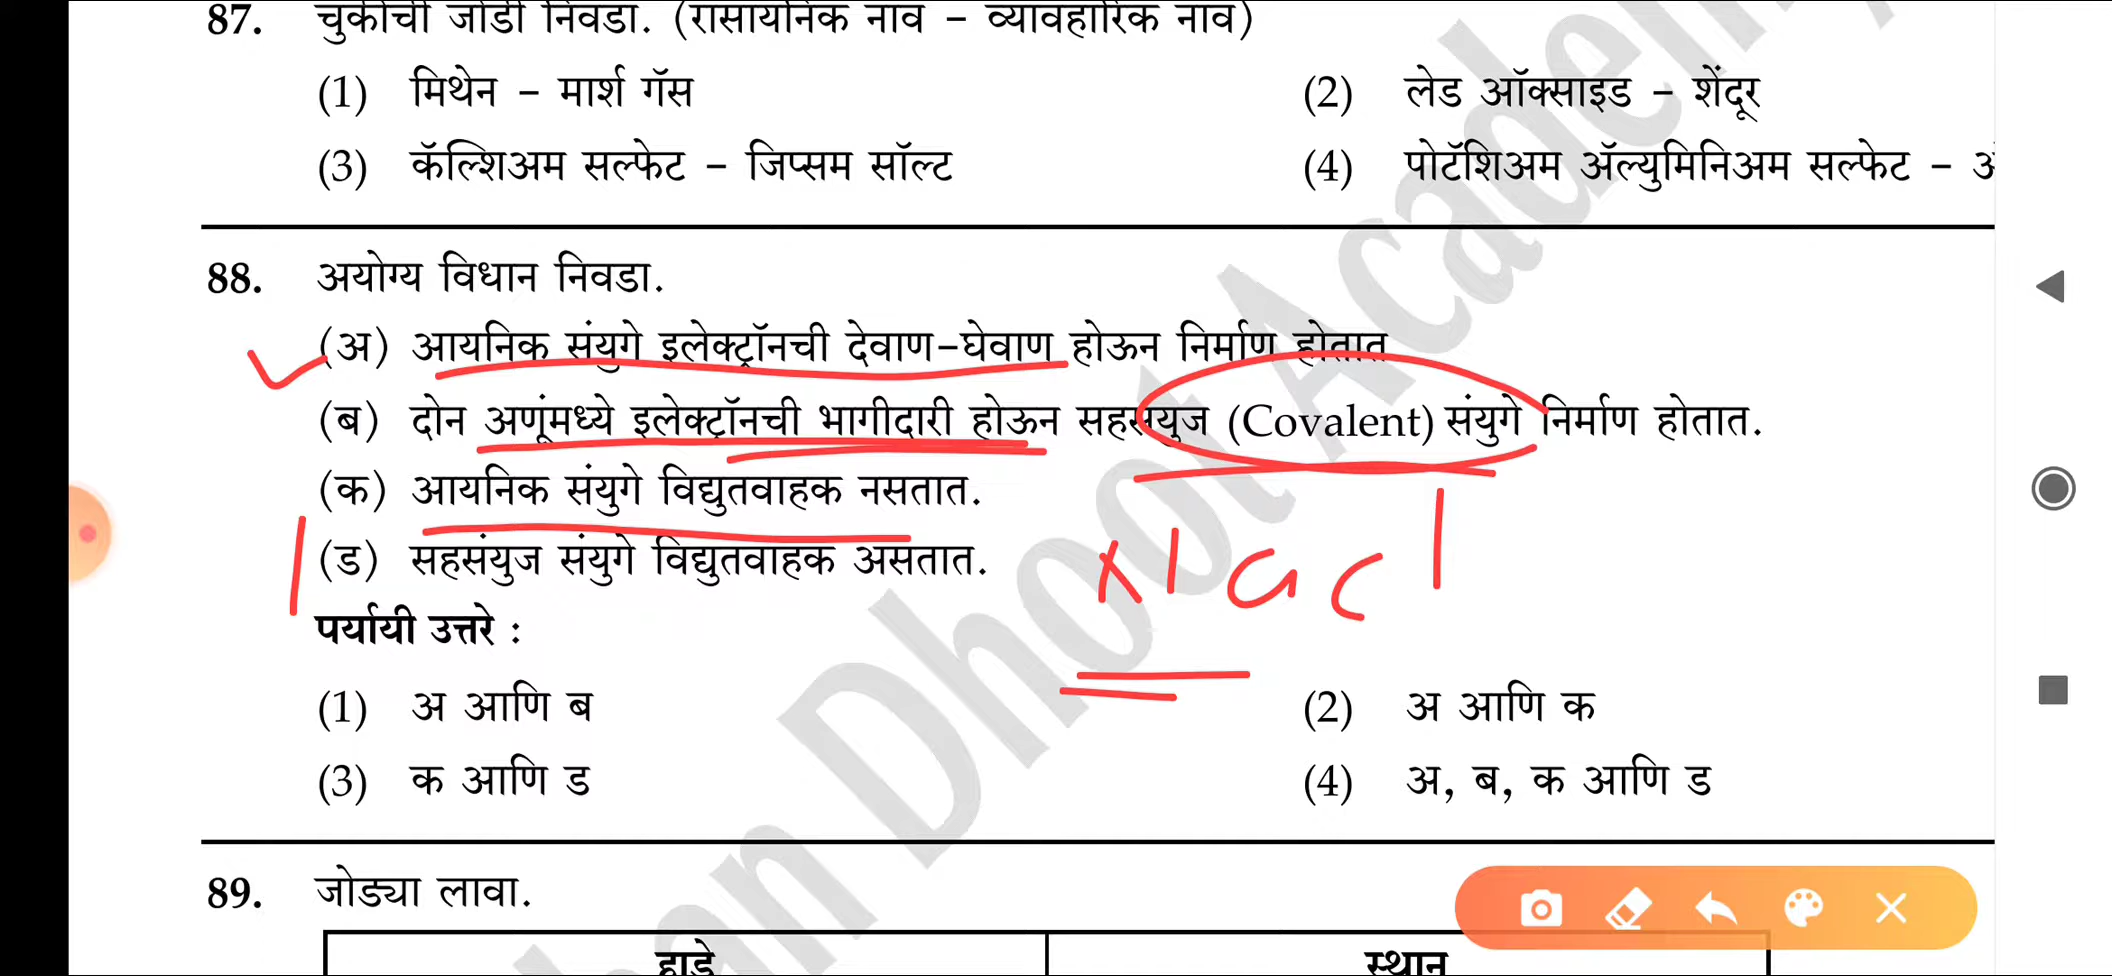 87. चुकीची जोडी निवडा. (रासायनिक नाव – व्यावहारिक नाव)
(1) मिथेन – मार्श गॅस
(2) लेड ऑक्साइड – शेंदूर
(3) कॅल्शिअम सल्फेट – जिप्सम सॉल्ट
(4) पोटॅशिअम ॲल्युमिनिअम सल्फेट –
88. अयोग्य विधान निवडा.
(अ) आयनिक संयुगे इलेक्ट्रॉनची देवाण-घेवाण होऊन निर्माण होतात
(ब) दोन अणूंमध्ये इलेक्ट्रॉनची भागीदारी होऊन सहसंयुज (Covalent) संयुगे निर्माण होतात.
(क) आयनिक संयुगे विद्युतवाहक नसतात.
(ड) सहसंयुज संयुगे विद्युतवाहक असतात.
Nacl
पर्यायी उत्तरे :
(1) अ आणि ब
(2) अ आणि क
(3) क आणि ड
(4) अ, ब, क आणि ड
89. जोड्या लावा.
हाडे स्थान
Dhoot Academy